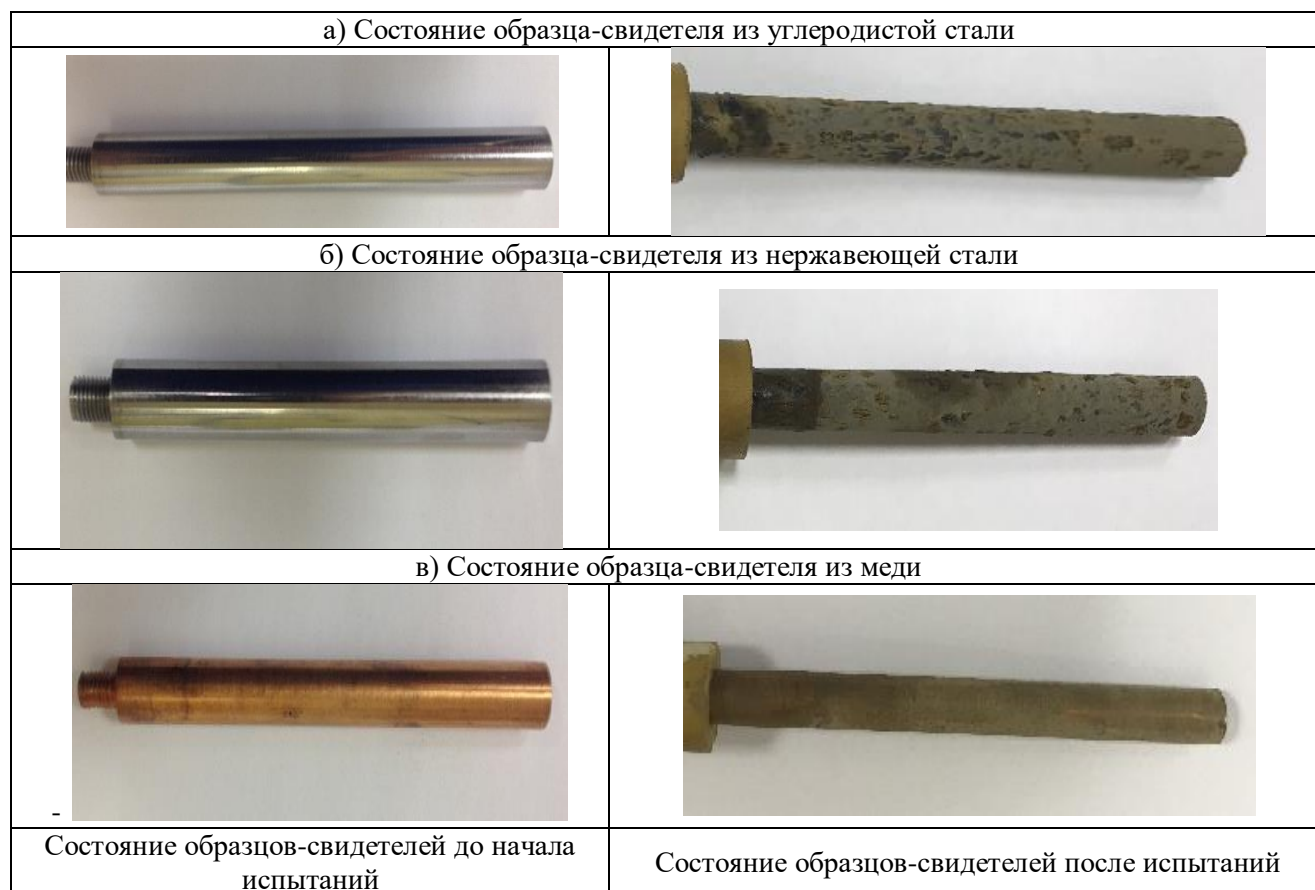 а) Состояние образца-свидетеля из углеродистой стали
б) Состояние образца-свидетеля из нержавеющей стали
в) Состояние образца-свидетеля из меди
-
Состояние образцов-свидетелей до начала
испытаний
Состояние образцов-свидетелей после испытаний